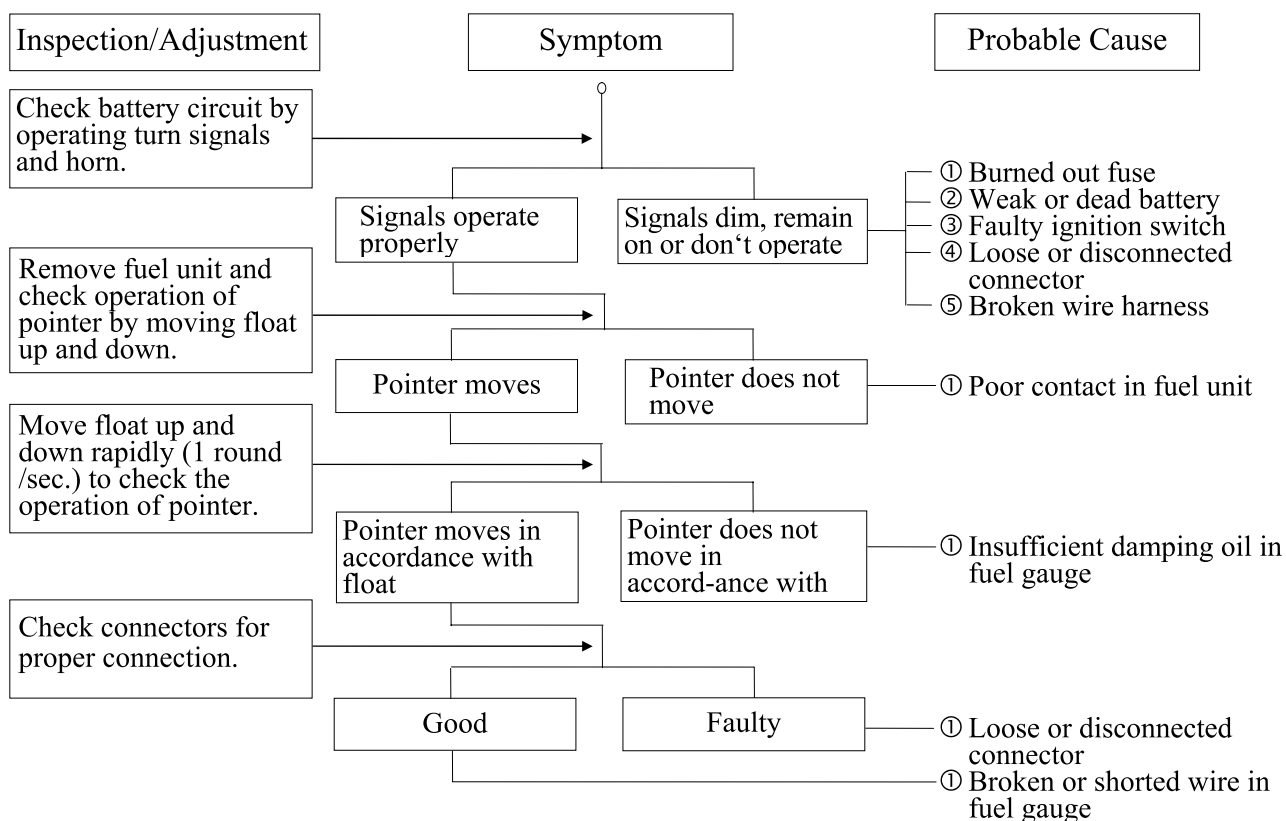 Inspection/Adjustment
Symptom
Probable Cause
Check battery circuit by
operating turn signals
and horn.
Signals operate
properly
Signals dim, remain
on or don‘t operate
① Burned out fuse
② Weak or dead battery
③ Faulty ignition switch
④ Loose or disconnected
connector
⑤ Broken wire harness
Remove fuel unit and
check operation of
pointer by moving float
up and down.
Pointer moves
Pointer does not
move
① Poor contact in fuel unit
Move float up and
down rapidly (1 round
/sec.) to check the
operation of pointer.
Pointer moves in
accordance with
float
Pointer does not
move in
accord-ance with
① Insufficient damping oil in
fuel gauge
Check connectors for
proper connection.
Good
Faulty
① Loose or disconnected
connector
① Broken or shorted wire in
fuel gauge